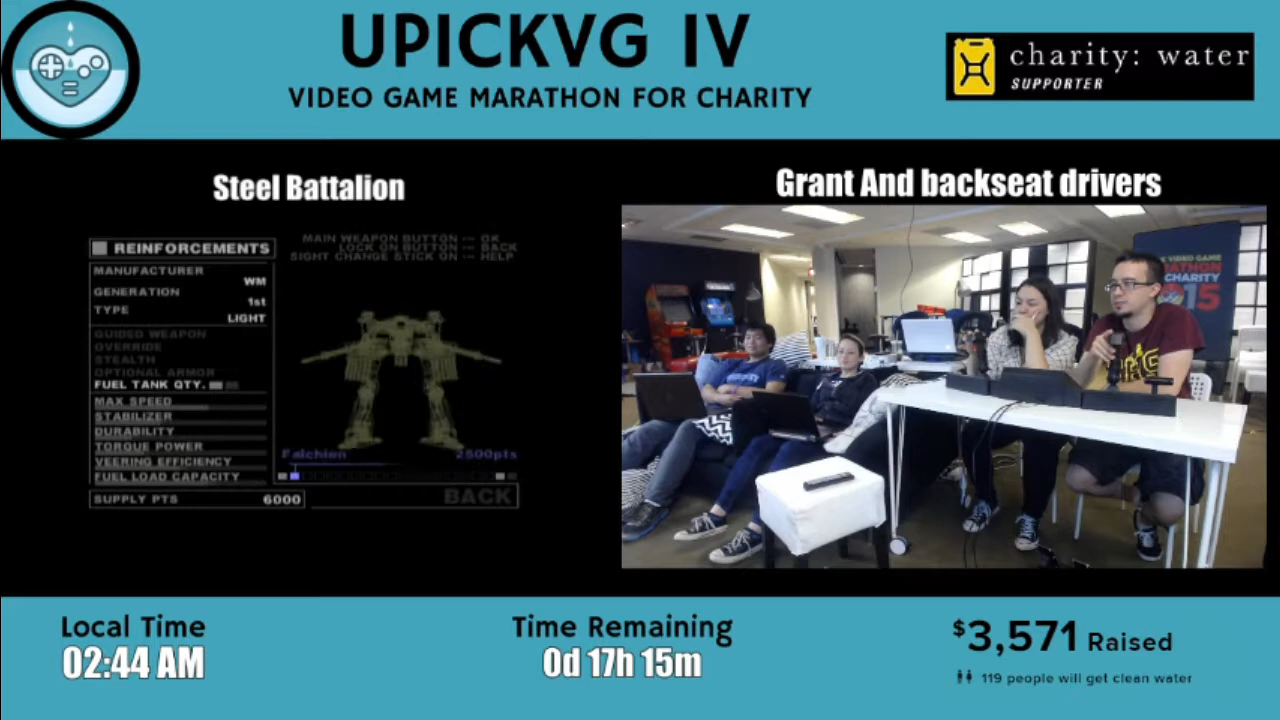 UPICKVG IV
VIDEO GAME MARATHON FOR CHARITY
charity: water
SUPPORTER
Steel Battalion
Grant And backseat drivers
REINFORCEMENTS
MAIN WEAPON BUTTON -- OK
LOCK ON BUTTON -- BACK
SIGHT CHANGE STICK ON -- HELP
MANUFACTURER
WM
GENERATION
1st
TYPE
LIGHT
GUIDED WEAPON
OVERRIDE
STEALTH
OPTIONAL ARMOR
FUEL TANK QTY.
MAX SPEED
STABILIZER
DURABILITY
TORQUE POWER
VEERING EFFICIENCY
FUEL LOAD CAPACITY
Falchion 2500pts
SUPPLY PTS 6000
BACK
VIDEO GAME
CHARITY
Local Time
02:44 AM
Time Remaining
0d 17h 15m
$3,571 Raised
119 people will get clean water